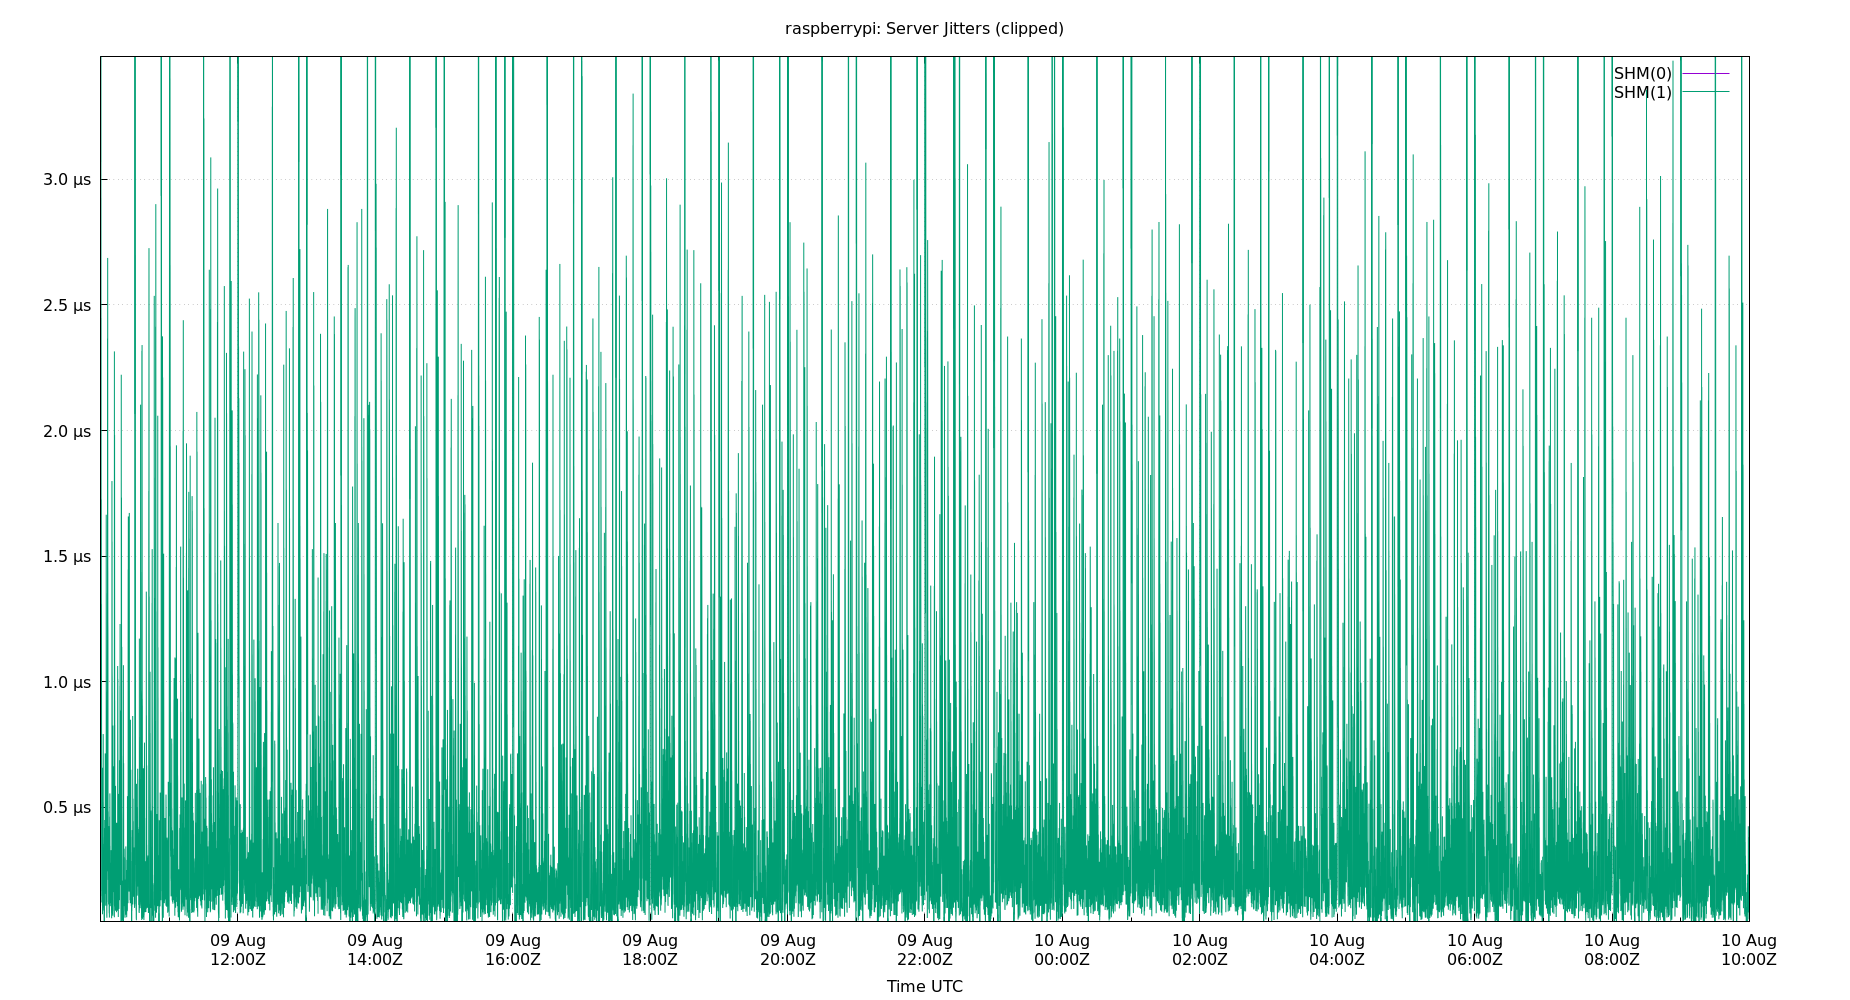 raspberrypi: Server Jitters (clipped)
SHM(0)
SHM(1)
3.0 µs
2.5 µs
2.0 µs
1.5 µs
1.0 µs
0.5 µs
09 Aug 09 Aug 09 Aug 09 Aug 09 Aug 09 Aug 10 Aug 10 Aug 10 Aug 10 Aug 10 Aug 10 Aug
12:00Z 14:00Z 16:00Z 18:00Z 20:00Z 22:00Z 00:00Z 02:00Z 04:00Z 06:00Z 08:00Z 10:00Z
Time UTC